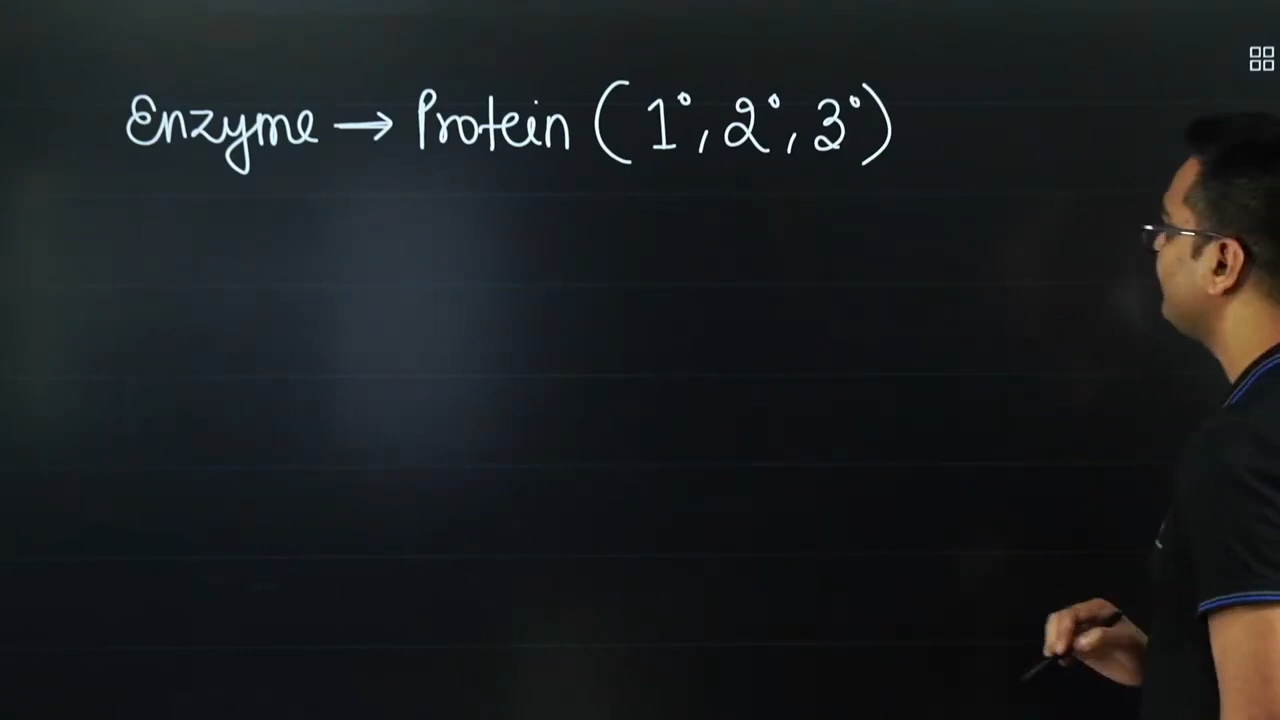 Enzyme → Protein (1°, 2°, 3°)